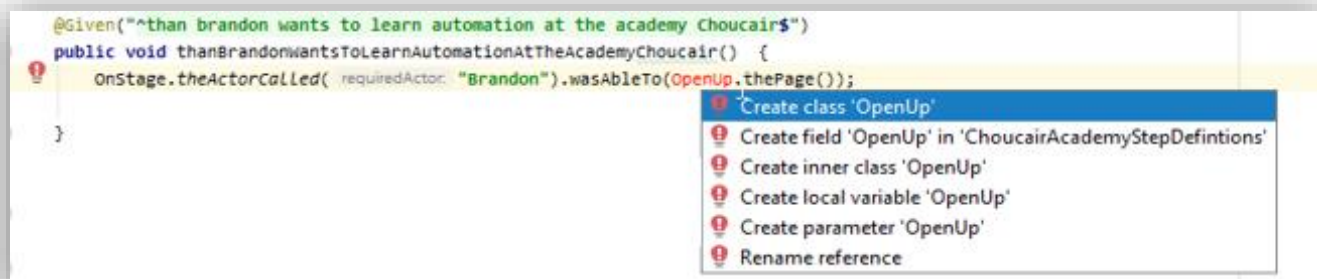 @Given("^than brandon wants to learn automation at the academy Choucair$")
public void thanBrandonWantsToLearnAutomationAtTheAcademyChoucair() {
OnStage.theActorCalled( requiredActor: "Brandon").wasAbleTo(OpenUp.thePage());
Create class 'OpenUp'
}
Create field 'OpenUp' in 'ChoucairAcademyStepDefintions'
Create inner class 'OpenUp'
Create local variable 'OpenUp'
Create parameter 'OpenUp'
Rename reference